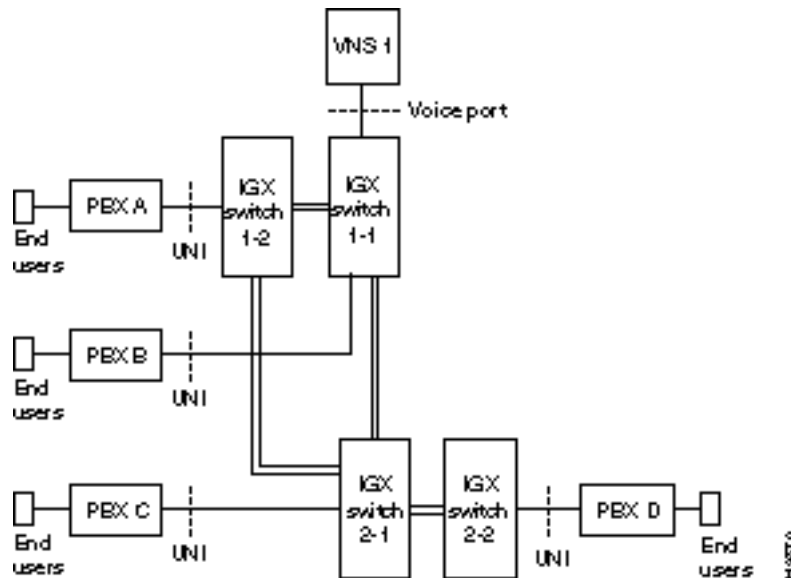 VNS 1
Voice port
PBX A
UNI
IGX
switch
1-2
IGX
switch
1-1
End
users
PBX B
UNI
End
users
PBX C
UNI
IGX
switch
2-1
IGX
switch
2-2
UNI
PBX D
End
users
End
users